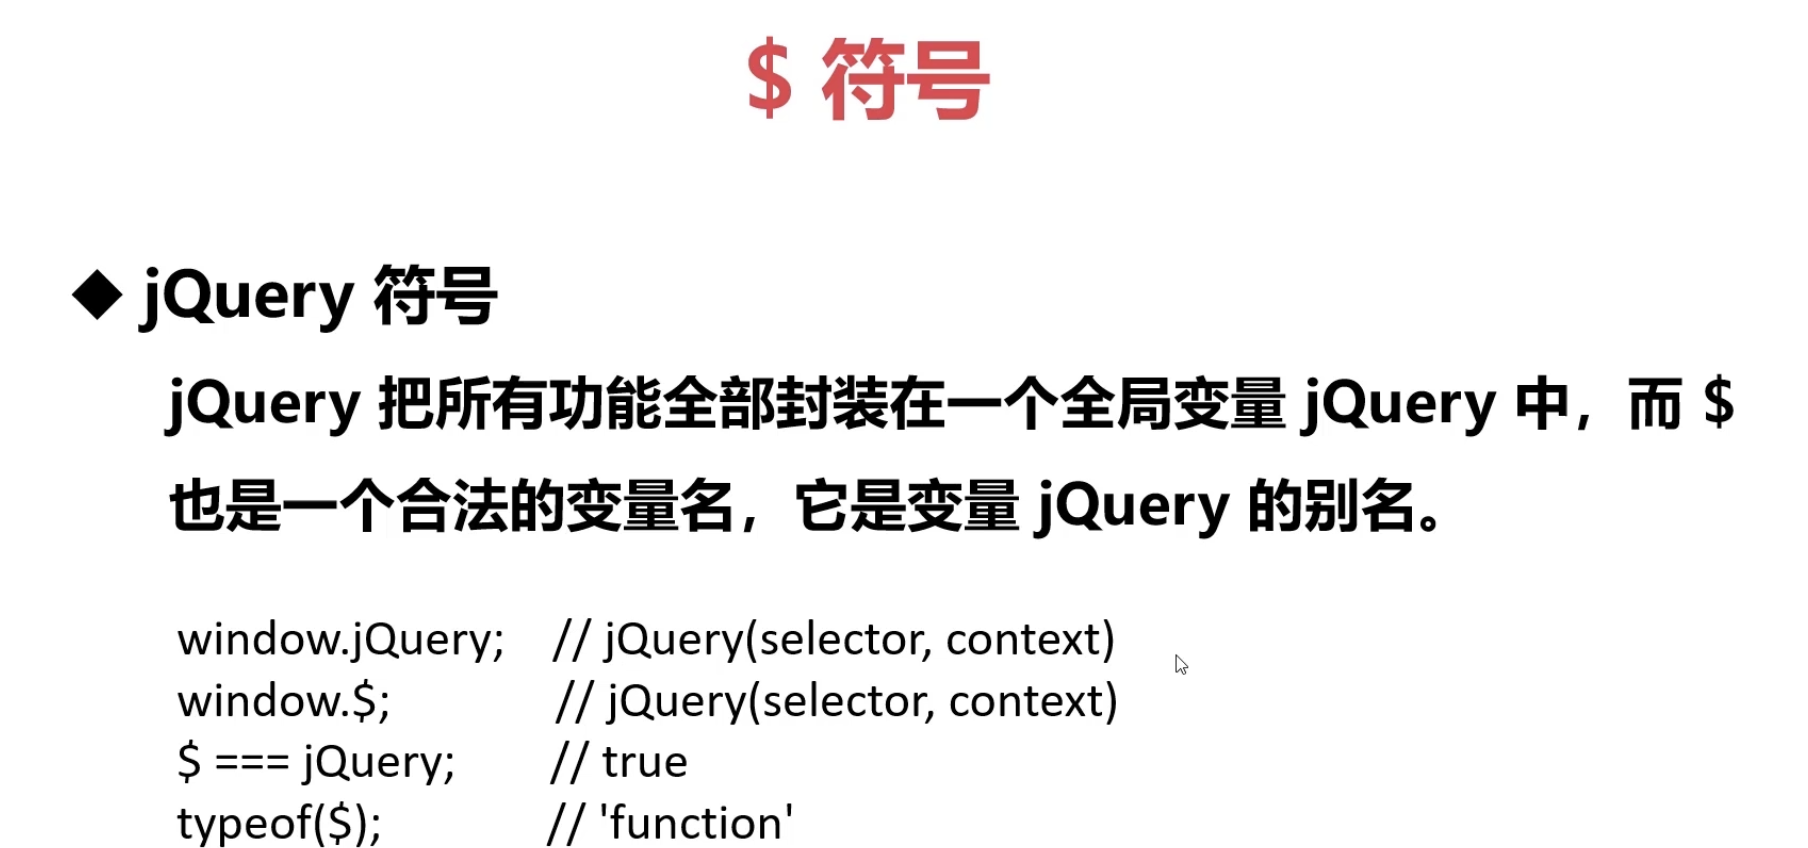 $ 符号
◆ jQuery 符号
jQuery 把所有功能全部封装在一个全局变量 jQuery 中，而 $
也是一个合法的变量名，它是变量 jQuery 的别名。
window.jQuery; // jQuery(selector, context)
window.$; // jQuery(selector, context)
$ === jQuery; // true
typeof($); // 'function'